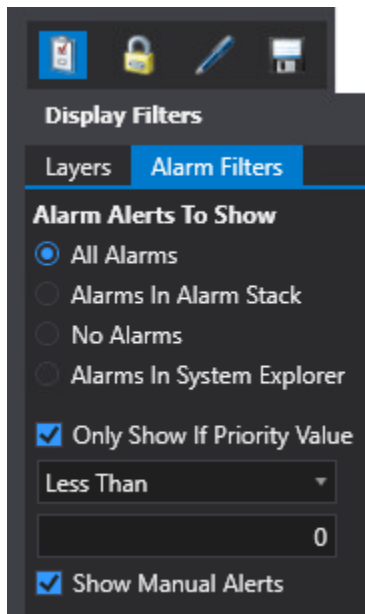 Display Filters
Layers Alarm Filters
Alarm Alerts To Show
All Alarms
Alarms In Alarm Stack
No Alarms
Alarms In System Explorer
Only Show If Priority Value
Less Than
0
Show Manual Alerts